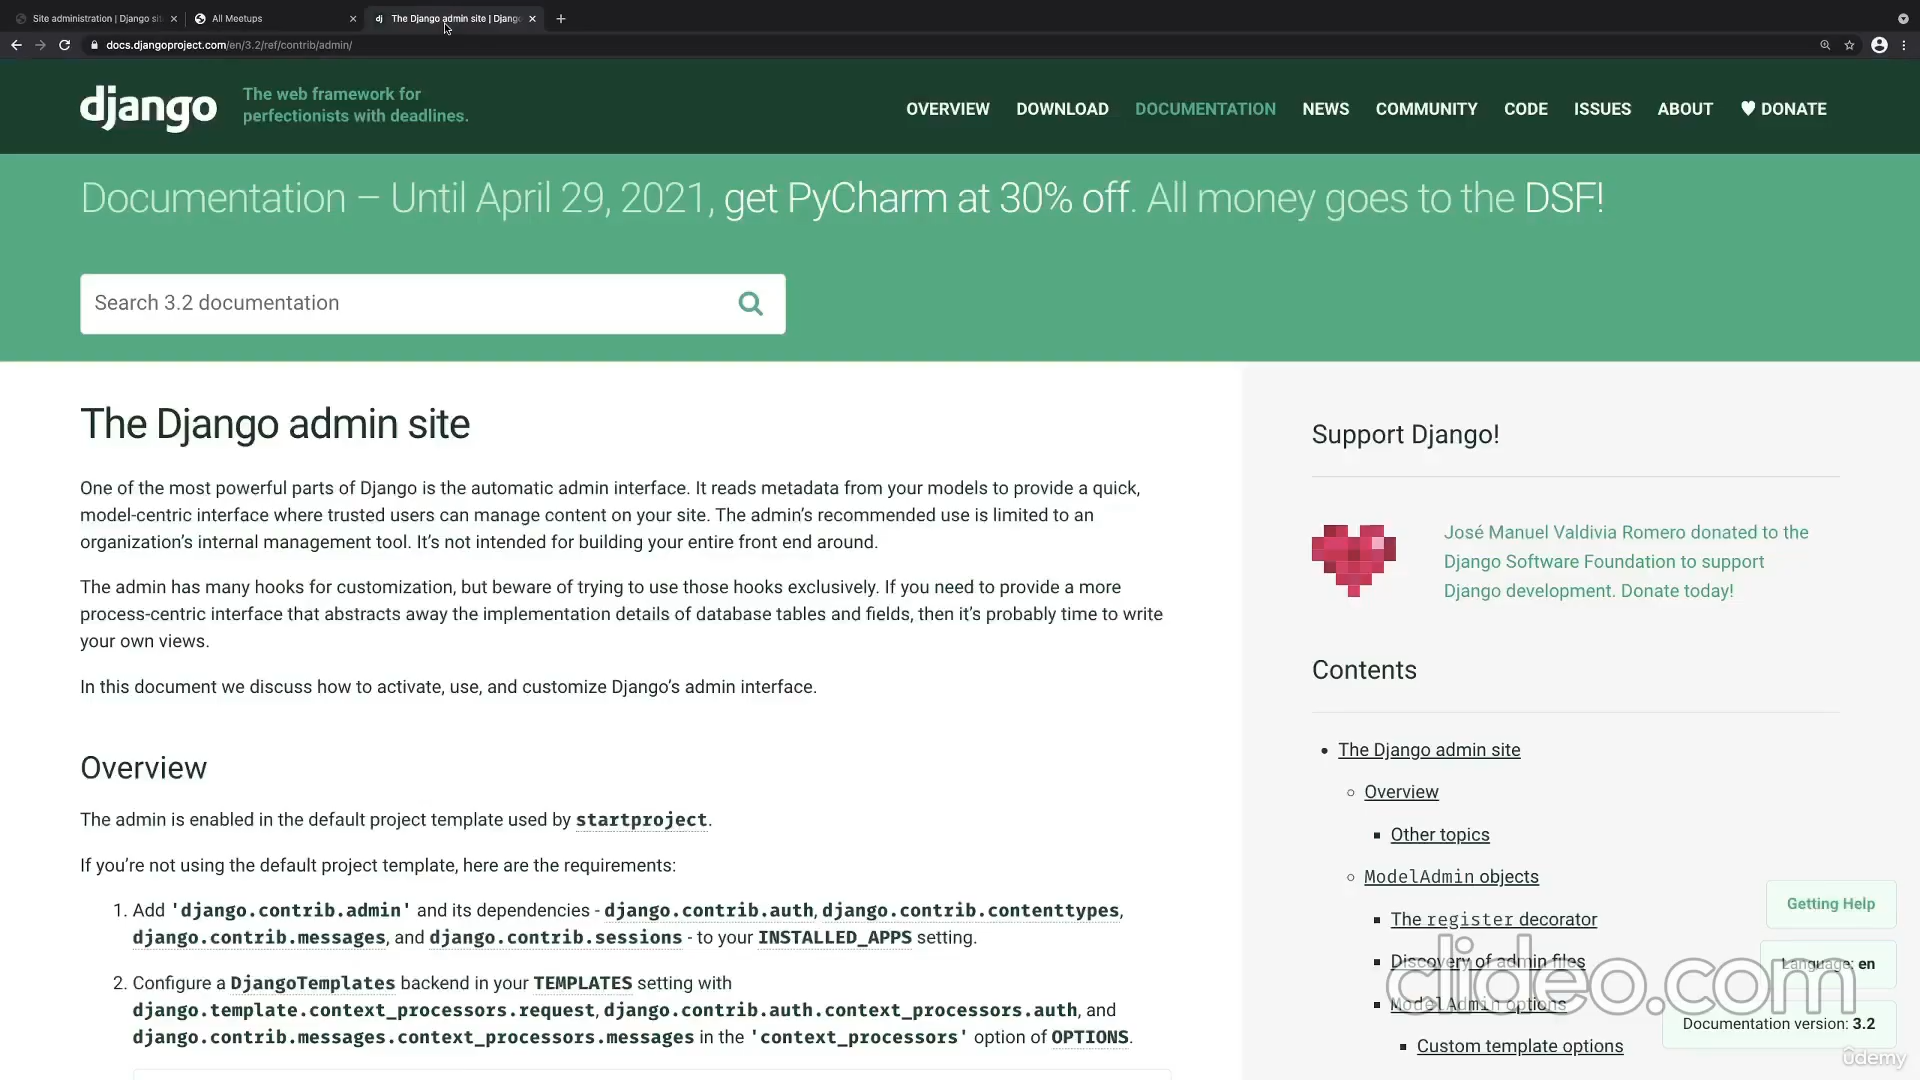 Site administration | Django sit
All Meetups
dj The Django admin site | Djang
docs.djangoproject.com/en/3.2/ref/contrib/admin/
django
The web framework for
perfectionists with deadlines.
OVERVIEW DOWNLOAD DOCUMENTATION NEWS COMMUNITY CODE ISSUES ABOUT DONATE
Documentation – Until April 29, 2021, get PyCharm at 30% off. All money goes to the DSF!
Search 3.2 documentation
The Django admin site
One of the most powerful parts of Django is the automatic admin interface. It reads metadata from your models to provide a quick,
model-centric interface where trusted users can manage content on your site. The admin’s recommended use is limited to an
organization’s internal management tool. It’s not intended for building your entire front end around.
The admin has many hooks for customization, but beware of trying to use those hooks exclusively. If you need to provide a more
process-centric interface that abstracts away the implementation details of database tables and fields, then it’s probably time to write
your own views.
In this document we discuss how to activate, use, and customize Django’s admin interface.
Overview
The admin is enabled in the default project template used by startproject.
If you’re not using the default project template, here are the requirements:
1. Add 'django.contrib.admin' and its dependencies - django.contrib.auth, django.contrib.contenttypes,
django.contrib.messages, and django.contrib.sessions - to your INSTALLED_APPS setting.
2. Configure a DjangoTemplates backend in your TEMPLATES setting with
django.template.context_processors.request, django.contrib.auth.context_processors.auth, and
django.contrib.messages.context_processors.messages in the 'context_processors' option of OPTIONS.
Support Django!
José Manuel Valdivia Romero donated to the
Django Software Foundation to support
Django development. Donate today!
Contents
The Django admin site
Overview
Other topics
ModelAdmin objects
The register decorator
Discovery of admin files
ModelAdmin options
Custom template options
Getting Help
Language: en
Documentation version: 3.2
clideo.com
ûdemy